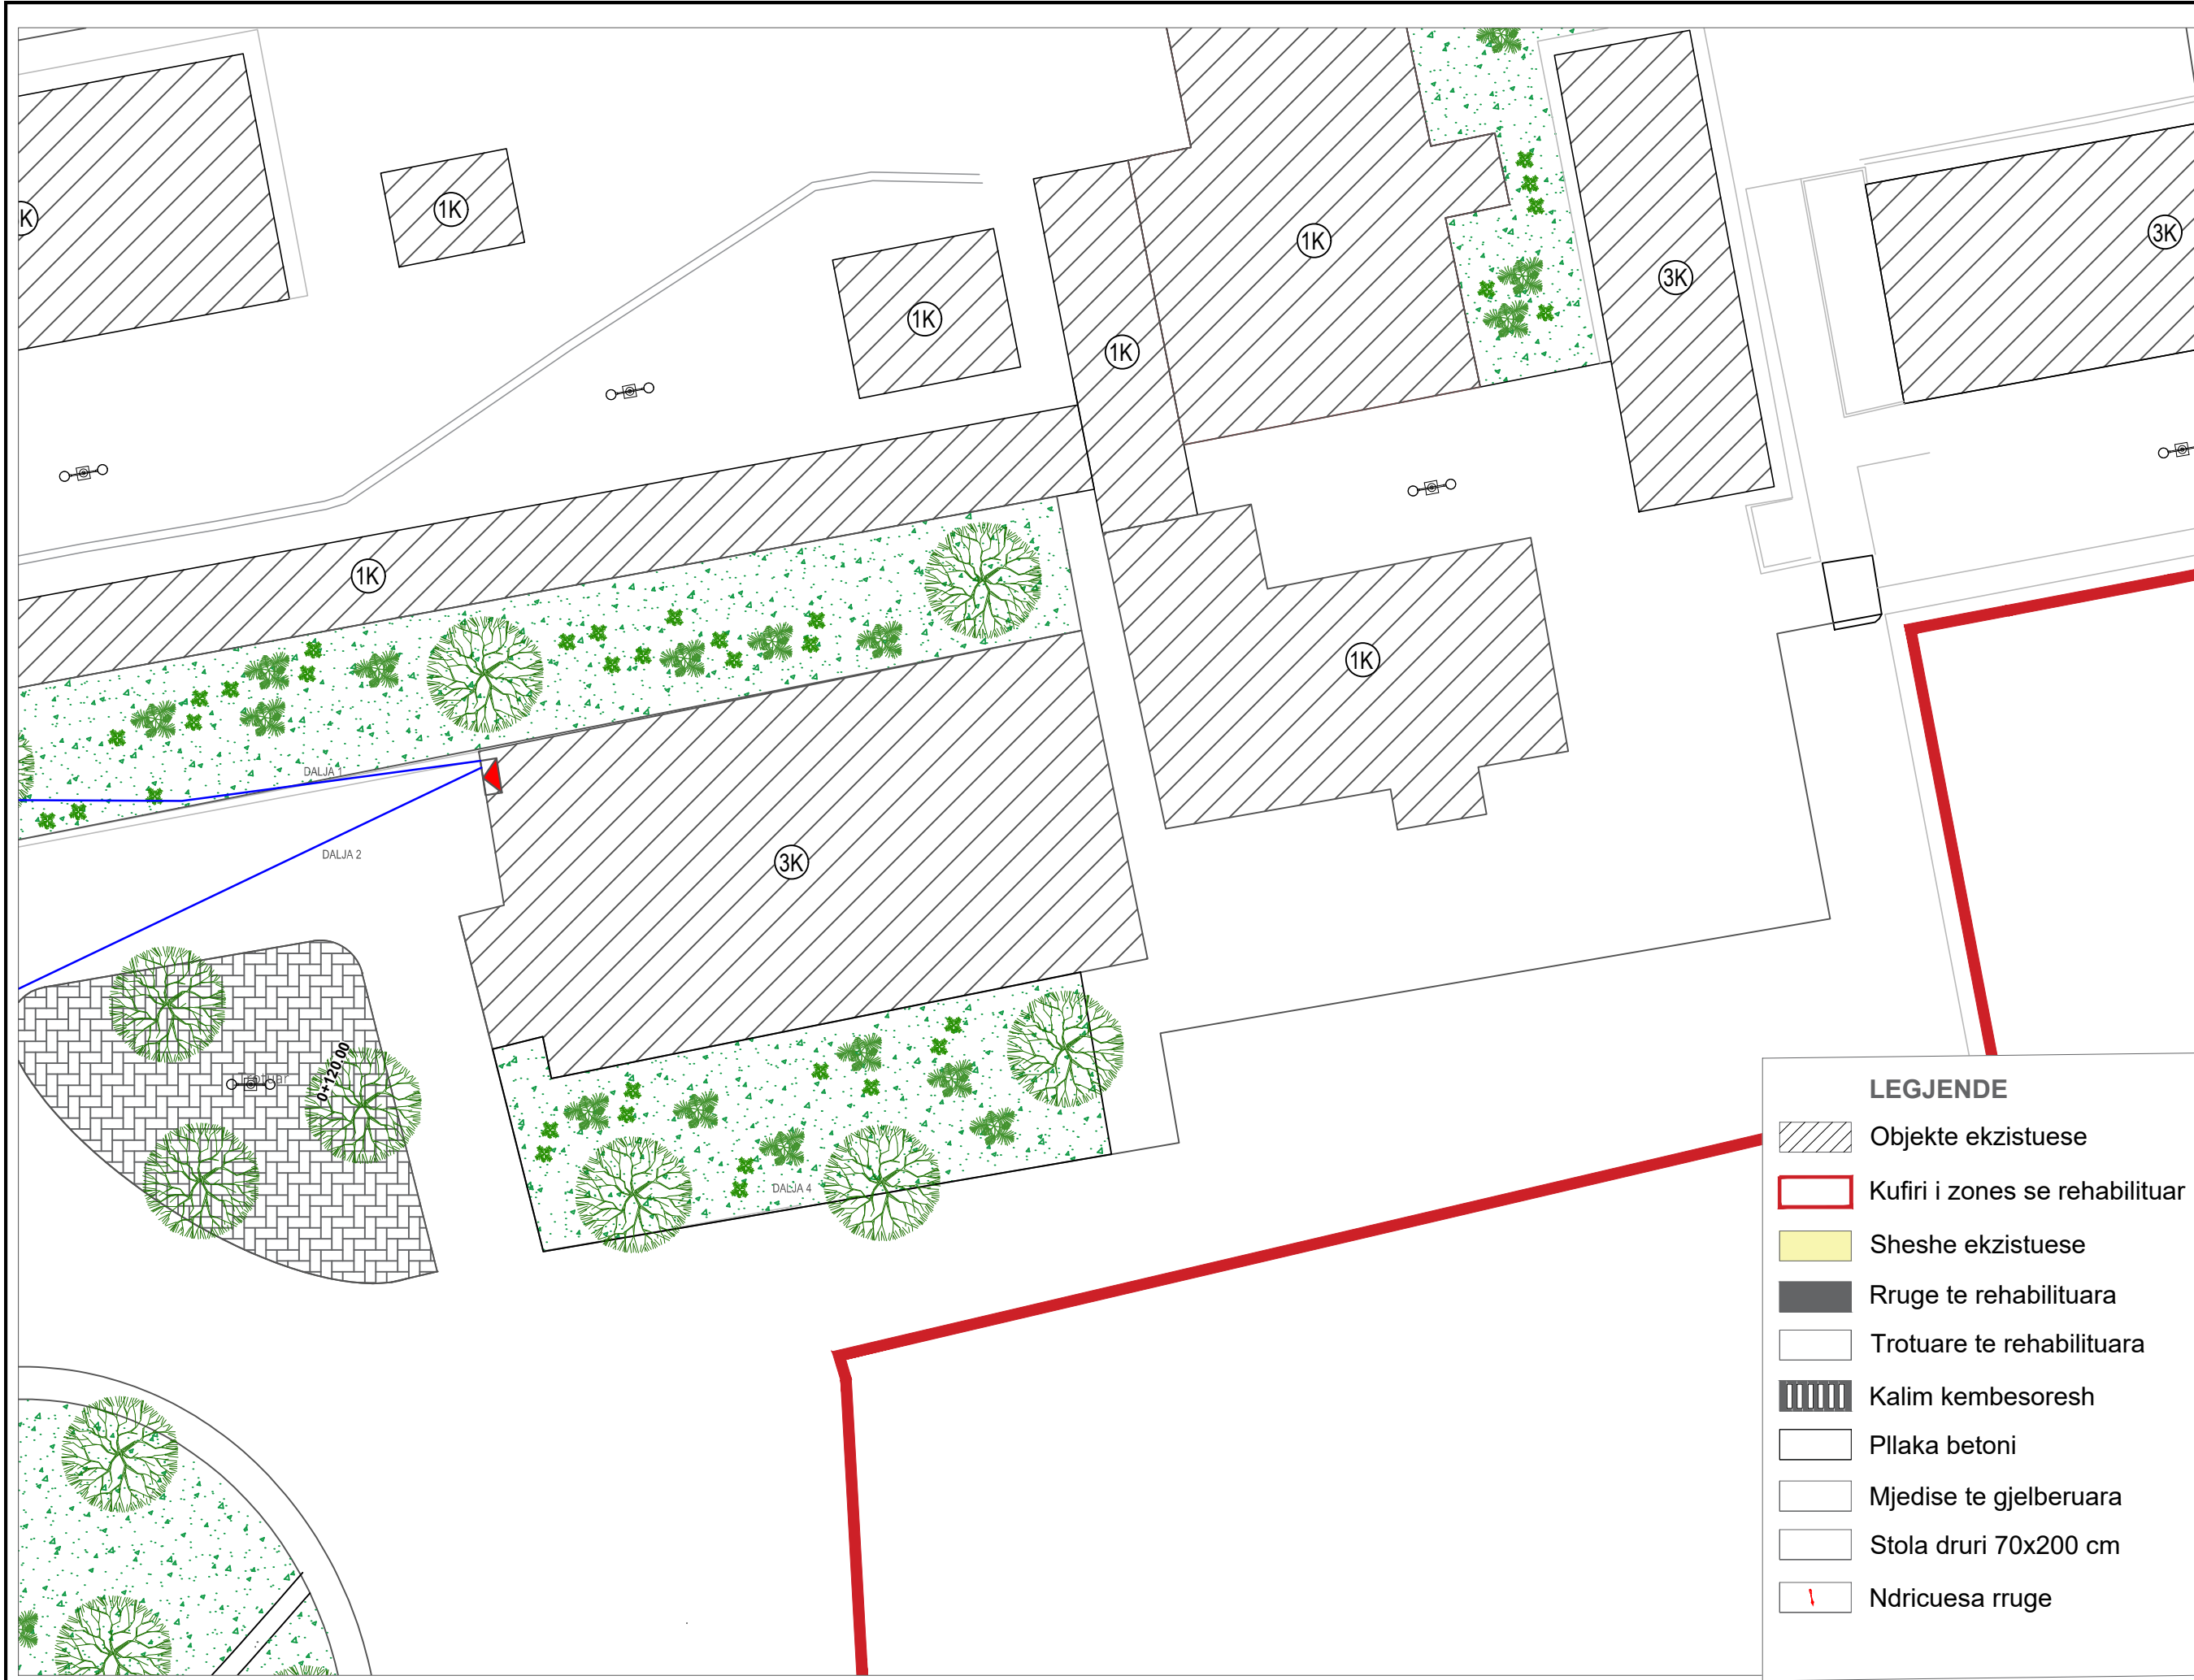 1K
3K
K
1K
1K
3K
1K
1K
1K
DALJA 1
DALJA 2
3K
0+120.00
Trotuar
DALJA 4
LEGJENDE
Objekte ekzistuese
Kufiri i zones se rehabilituar
Sheshe ekzistuese
Rruge te rehabilituara
Trotuare te rehabilituara
Kalim kembesoresh
Pllaka betoni
Mjedise te gjelberuara
Stola druri 70x200 cm
Ndricuesa rruge